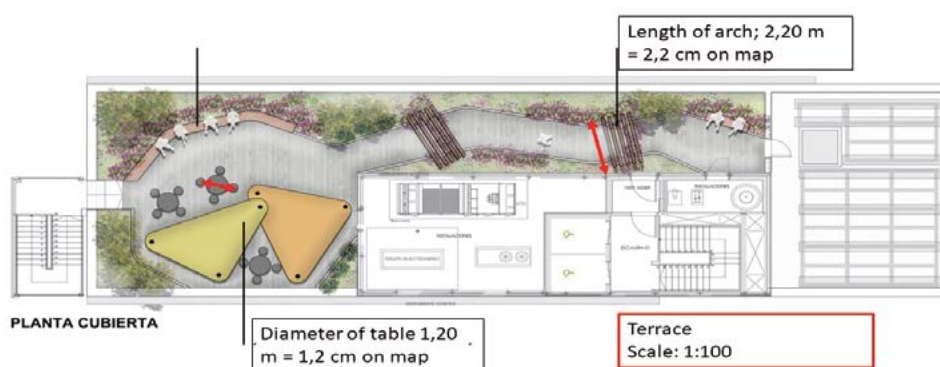 Length of arch; 2,20 m
= 2,2 cm on map
INSTALACIONES
INSTALACIONES
PLANTA CUBIERTA
Diameter of table 1,20
m = 1,2 cm on map
Terrace
Scale: 1:100